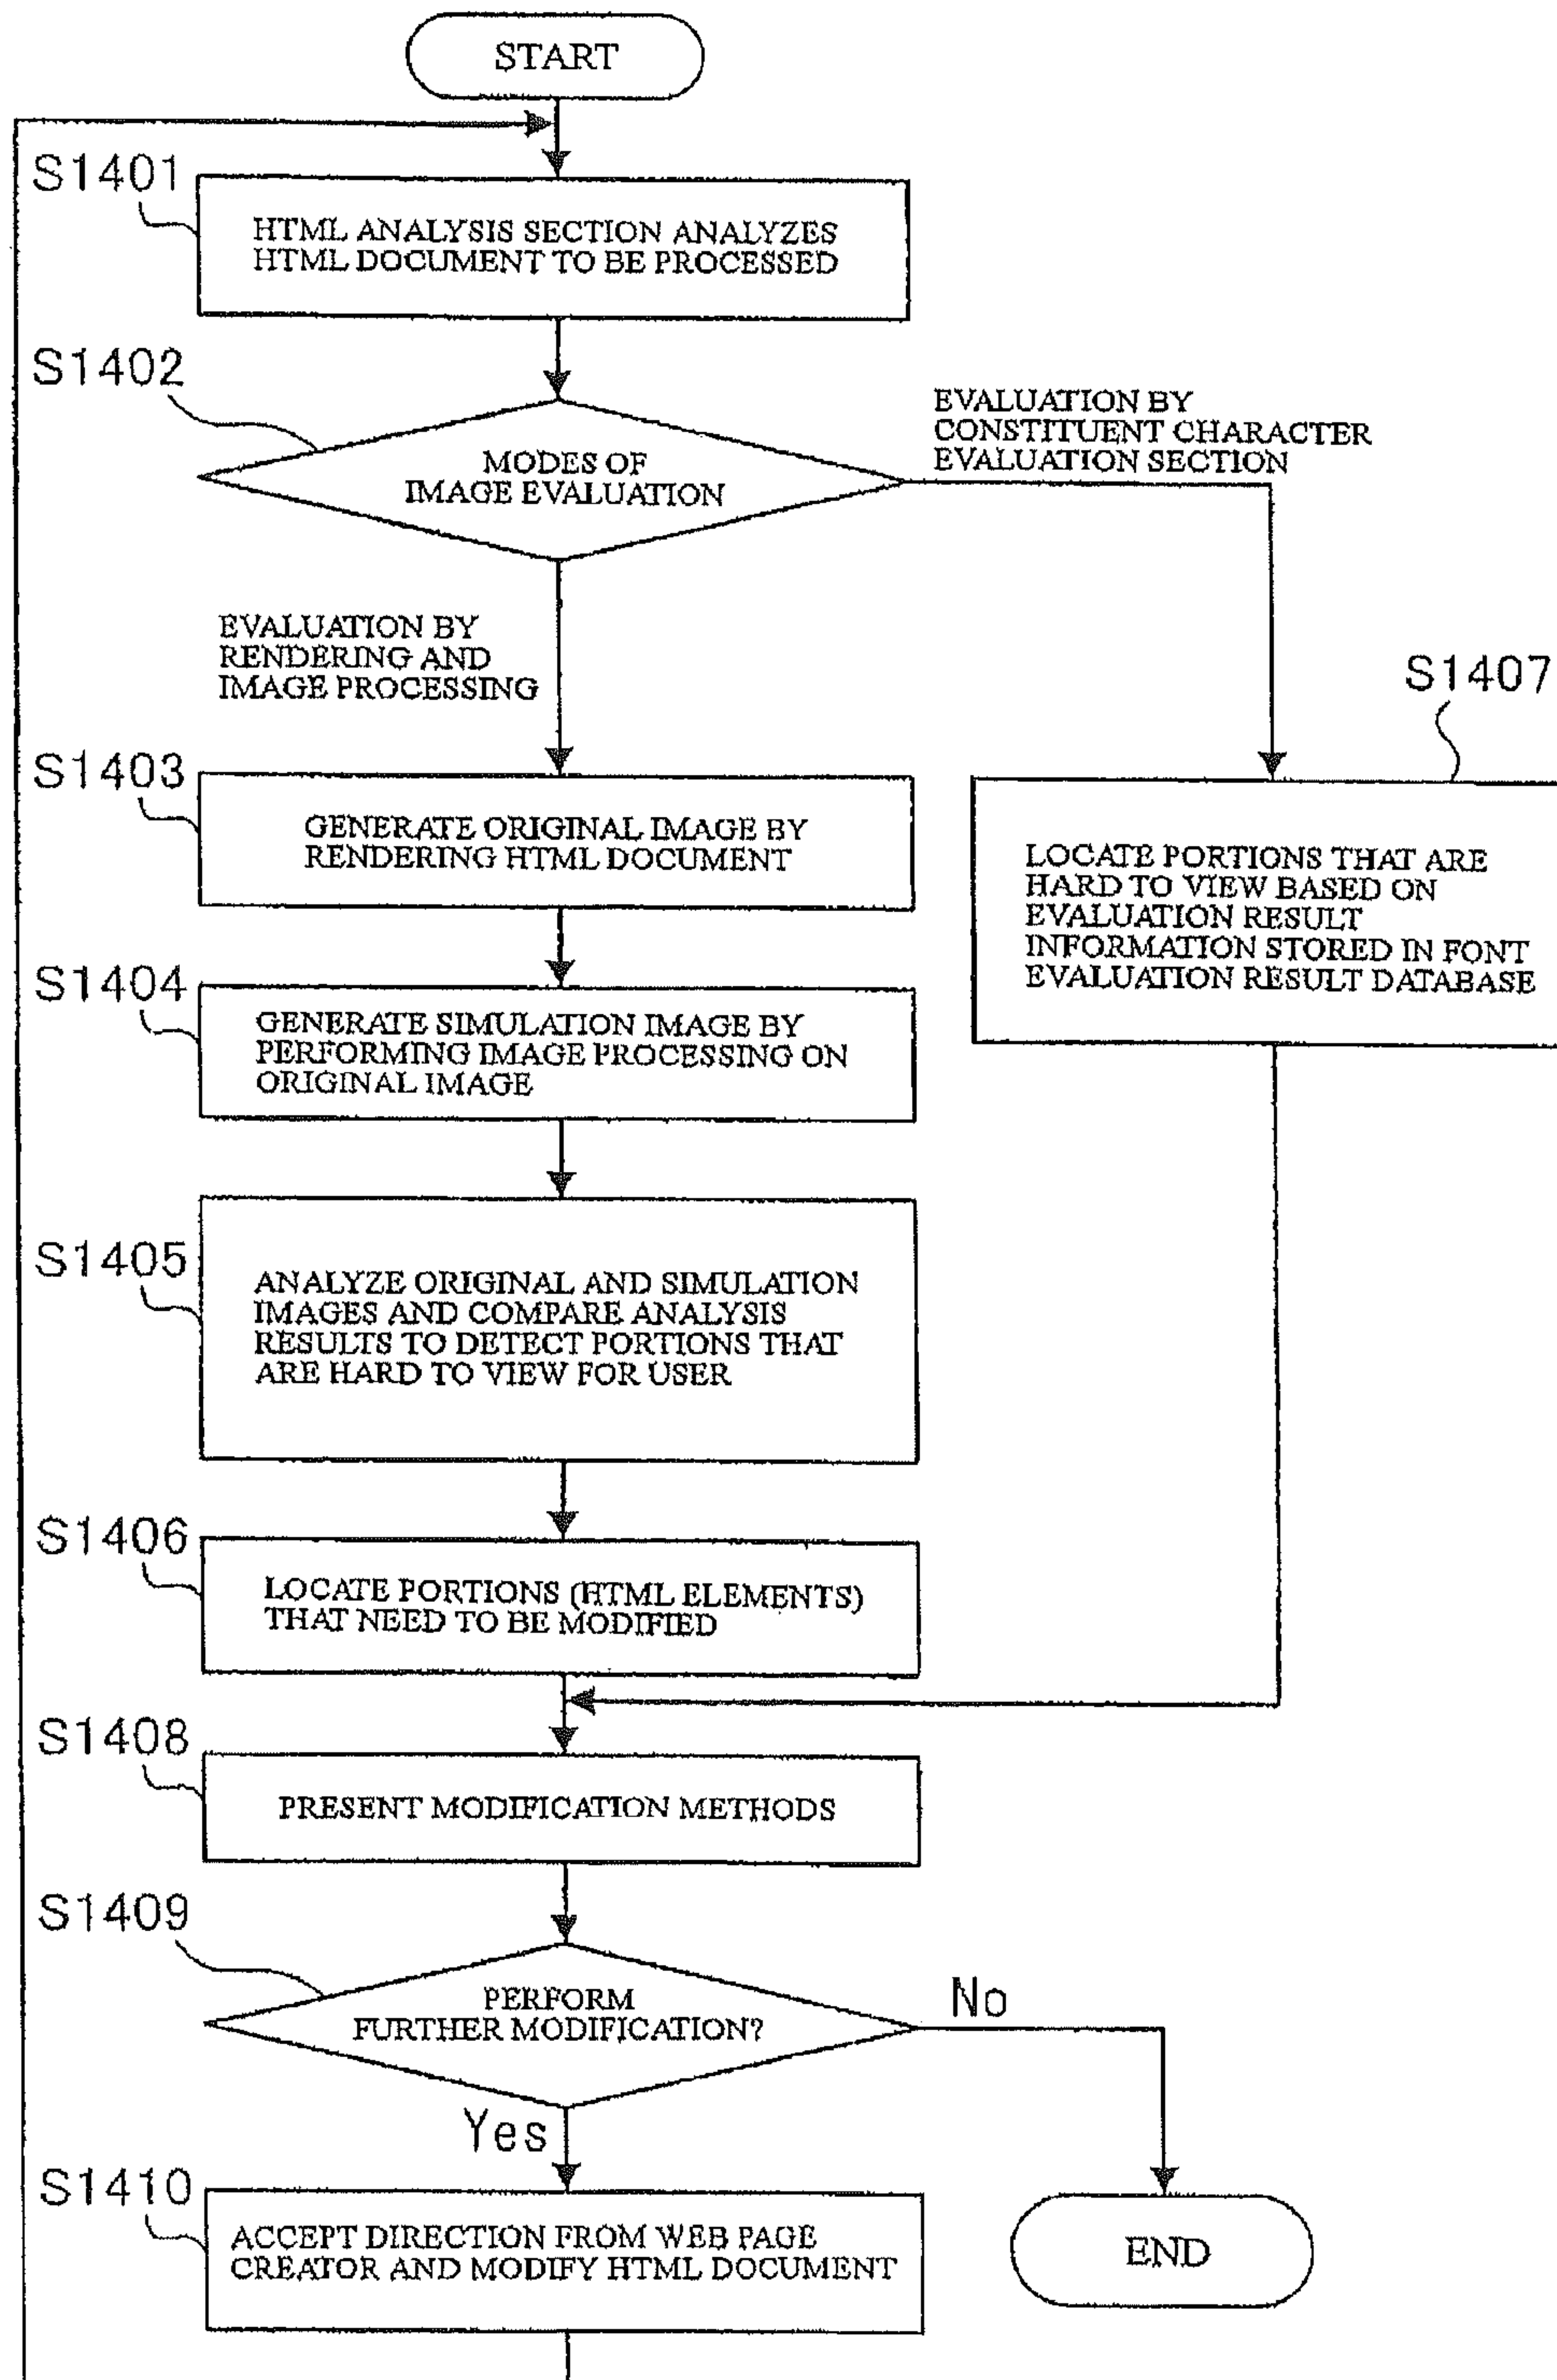 START
S1401
HTML ANALYSIS SECTION ANALYZES
HTML DOCUMENT TO BE PROCESSED
S1402
MODES OF
IMAGE EVALUATION
EVALUATION BY
CONSTITUENT CHARACTER
EVALUATION SECTION
EVALUATION BY
RENDERING AND
IMAGE PROCESSING
S1403
GENERATE ORIGINAL IMAGE BY
RENDERING HTML DOCUMENT
S1407
LOCATE PORTIONS THAT ARE
HARD TO VIEW BASED ON
EVALUATION RESULT
INFORMATION STORED IN FONT
EVALUATION RESULT DATABASE
S1404
GENERATE SIMULATION IMAGE BY
PERFORMING IMAGE PROCESSING ON
ORIGINAL IMAGE
S1405
ANALYZE ORIGINAL AND SIMULATION
IMAGES AND COMPARE ANALYSIS
RESULTS TO DETECT PORTIONS THAT
ARE HARD TO VIEW FOR USER
S1406
LOCATE PORTIONS (HTML ELEMENTS)
THAT NEED TO BE MODIFIED
S1408
PRESENT MODIFICATION METHODS
S1409
PERFORM
FURTHER MODIFICATION?
No
Yes
S1410
ACCEPT DIRECTION FROM WEB PAGE
CREATOR AND MODIFY HTML DOCUMENT
END